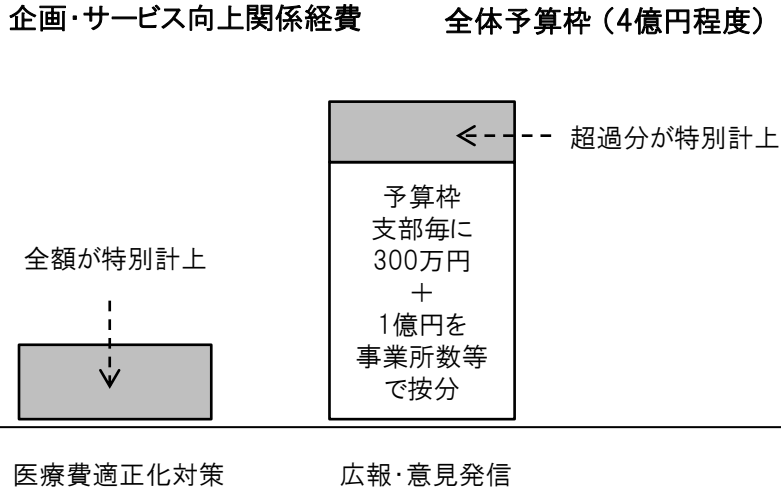 企画・サービス向上関係経費 全体予算枠（4億円程度）
超過分が特別計上
予算枠
支部毎に
300万円
＋
1億円を
事業所数等
で按分
全額が特別計上
医療費適正化対策 広報・意見発信